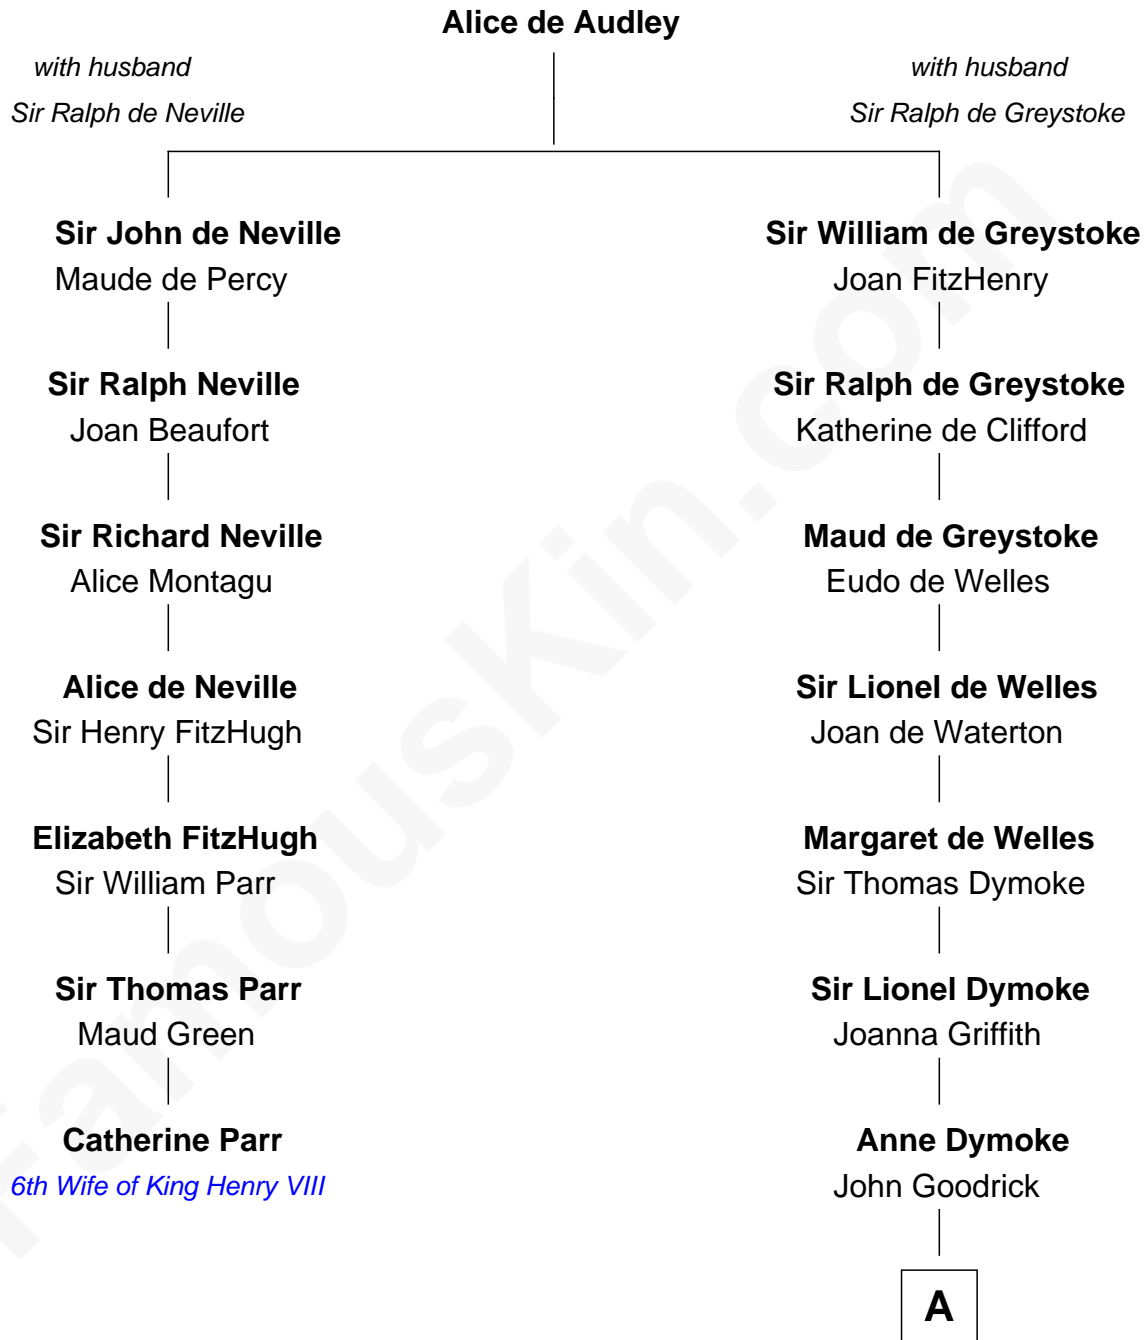 Alice de Audley
with husband
Sir Ralph de Neville
with husband
Sir Ralph de Greystoke
Sir John de Neville
Maude de Percy
Sir William de Greystoke
Joan FitzHenry
Sir Ralph Neville
Joan Beaufort
Sir Ralph de Greystoke
Katherine de Clifford
Sir Richard Neville
Alice Montagu
Maud de Greystoke
Eudo de Welles
Alice de Neville
Sir Henry FitzHugh
Sir Lionel de Welles
Joan de Waterton
Elizabeth FitzHugh
Sir William Parr
Margaret de Welles
Sir Thomas Dymoke
Sir Thomas Parr
Maud Green
Sir Lionel Dymoke
Joanna Griffith
Catherine Parr
6th Wife of King Henry VIII
Anne Dymoke
John Goodrick
A
FamousKin.com